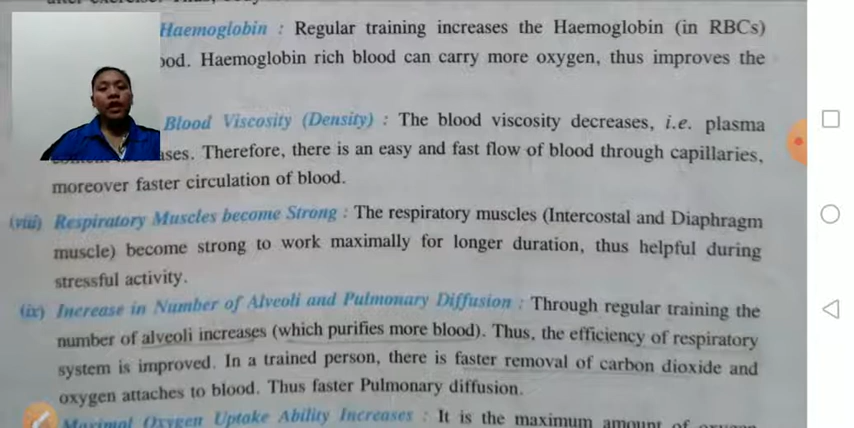 Haemoglobin : Regular training increases the Haemoglobin (in RBCs)
Haemoglobin rich blood can carry more oxygen, thus improves the
Blood Viscosity (Density) : The blood viscosity decreases, i.e. plasma
Therefore, there is an easy and fast flow of blood through capillaries,
moreover faster circulation of blood.
(viii) Respiratory Muscles become Strong : The respiratory muscles (Intercostal and Diaphragm
muscle) become strong to work maximally for longer duration, thus helpful during
stressful activity.
(ix) Increase in Number of Alveoli and Pulmonary Diffusion : Through regular training the
number of alveoli increases (which purifies more blood). Thus, the efficiency of respiratory
system is improved. In a trained person, there is faster removal of carbon dioxide and
oxygen attaches to blood. Thus faster Pulmonary diffusion.
Maximal Oxygen Uptake Ability Increases : It is the maximum amount of